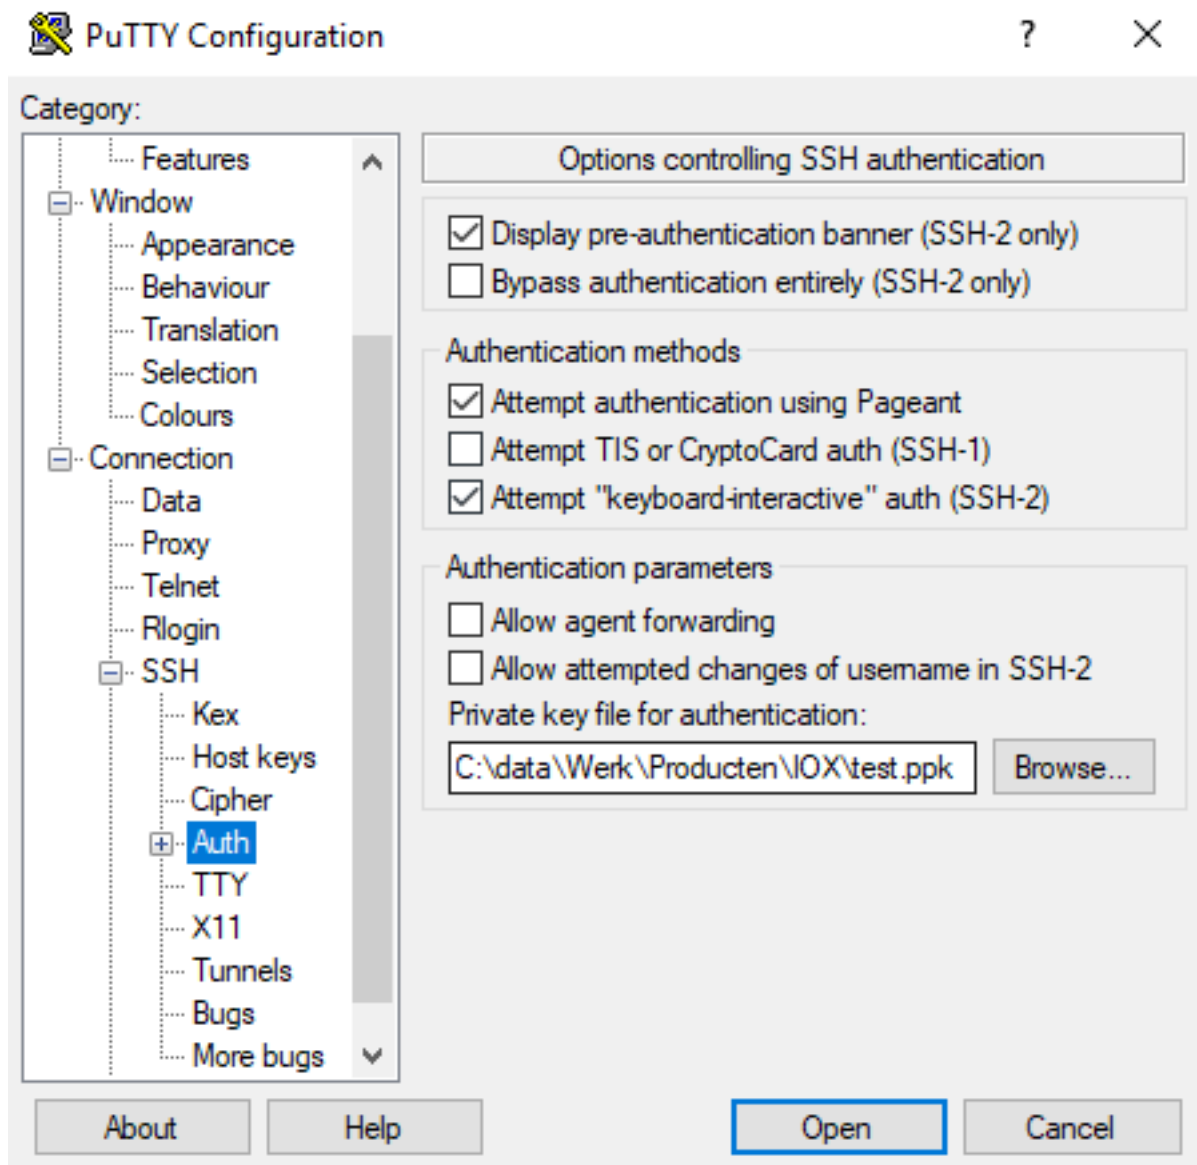 PuTTY Configuration
?
Category:
Features
Window
Appearance
Behaviour
Translation
Selection
Colours
Connection
Data
Proxy
Telnet
Rlogin
SSH
Kex
Host keys
Cipher
Auth
TTY
X11
Tunnels
Bugs
More bugs
Options controlling SSH authentication
Display pre-authentication banner (SSH-2 only)
Bypass authentication entirely (SSH-2 only)
Authentication methods
Attempt authentication using Pageant
Attempt TIS or CryptoCard auth (SSH-1)
Attempt "keyboard-interactive" auth (SSH-2)
Authentication parameters
Allow agent forwarding
Allow attempted changes of username in SSH-2
Private key file for authentication:
C:\data\Werk\Producten\IOX\test.ppk
Browse...
About
Help
Open
Cancel